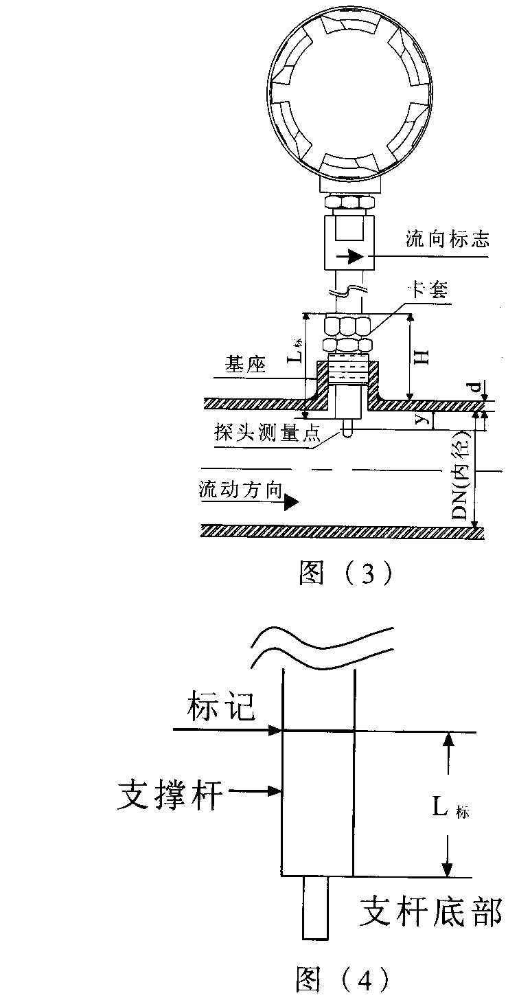 流向标志
卡套
L标
H
基座
d
y
探头测量点
DN(内径)
流动方向
图（3）
标记
支撑杆
L标
支杆底部
图（4）